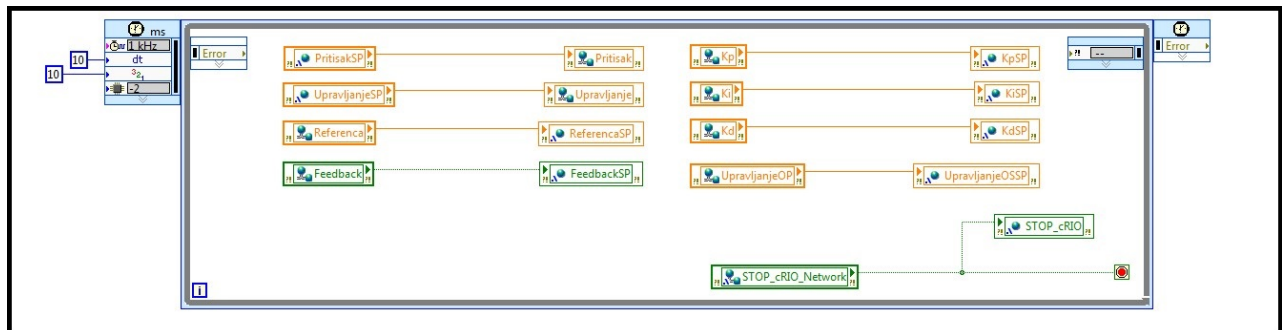 ms
1 kHz
Error
Error
10
dt
10
321
-2
--
PritisakSP
Pritisak
Kp
KpSP
UpravljanjeSP
Upravljanje
Ki
KiSP
Referenca
ReferencaSP
Kd
KdSP
Feedback
FeedbackSP
UpravljanjeOP
UpravljanjeOSSP
STOP_cRIO
STOP_cRIO_Network
i